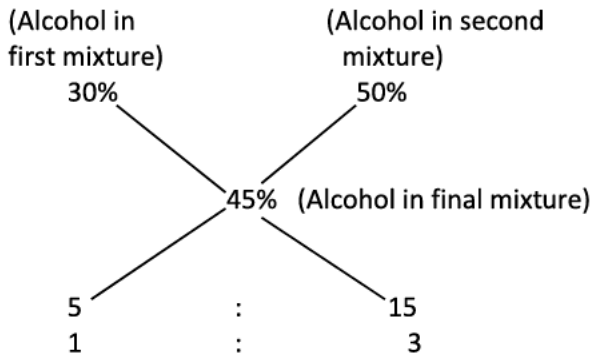 (Alcohol in
first mixture)
30%
(Alcohol in second
mixture)
50%
45% (Alcohol in final mixture)
5 : 15
1 : 3